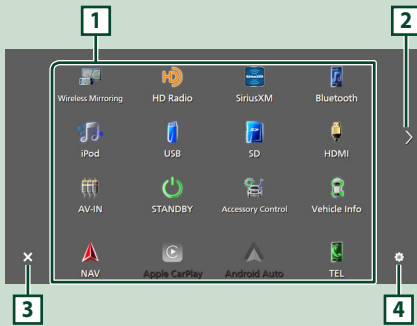 1
2
Wireless Mirroring HD Radio SiriusXM Bluetooth
iPod USB SD HDMI
AV-IN STANDBY Accessory Control Vehicle Info
NAV Apple CarPlay Android Auto TEL
3
4